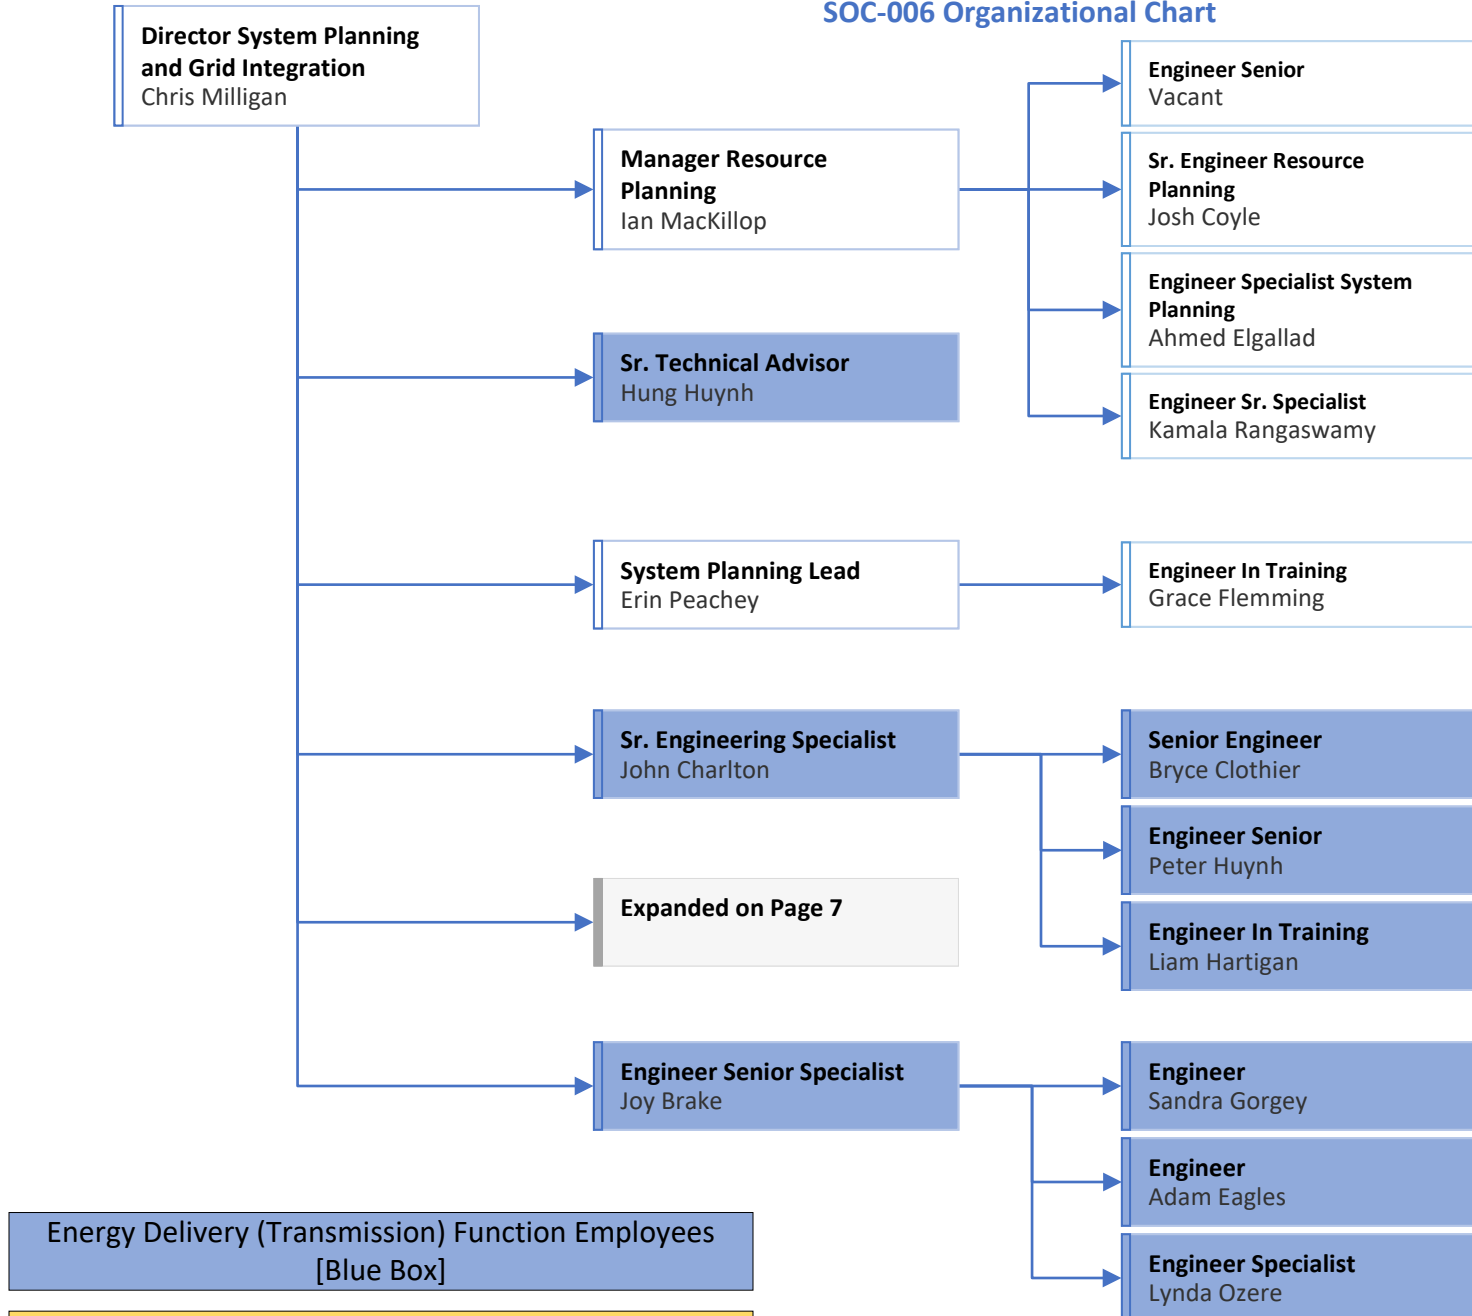 SOC-006 Organizational Chart
Director System Planning
and Grid Integration
Chris Milligan
Manager Resource
Planning
Ian MacKillop
Engineer Senior
Vacant
Sr. Engineer Resource
Planning
Josh Coyle
Engineer Specialist System
Planning
Ahmed Elgallad
Engineer Sr. Specialist
Kamala Rangaswamy
Sr. Technical Advisor
Hung Huynh
System Planning Lead
Erin Peachey
Engineer In Training
Grace Flemming
Sr. Engineering Specialist
John Charlton
Senior Engineer
Bryce Clothier
Engineer Senior
Peter Huynh
Engineer In Training
Liam Hartigan
Expanded on Page 7
Engineer Senior Specialist
Joy Brake
Engineer
Sandra Gorgey
Engineer
Adam Eagles
Engineer Specialist
Lynda Ozere
Energy Delivery (Transmission) Function Employees
[Blue Box]